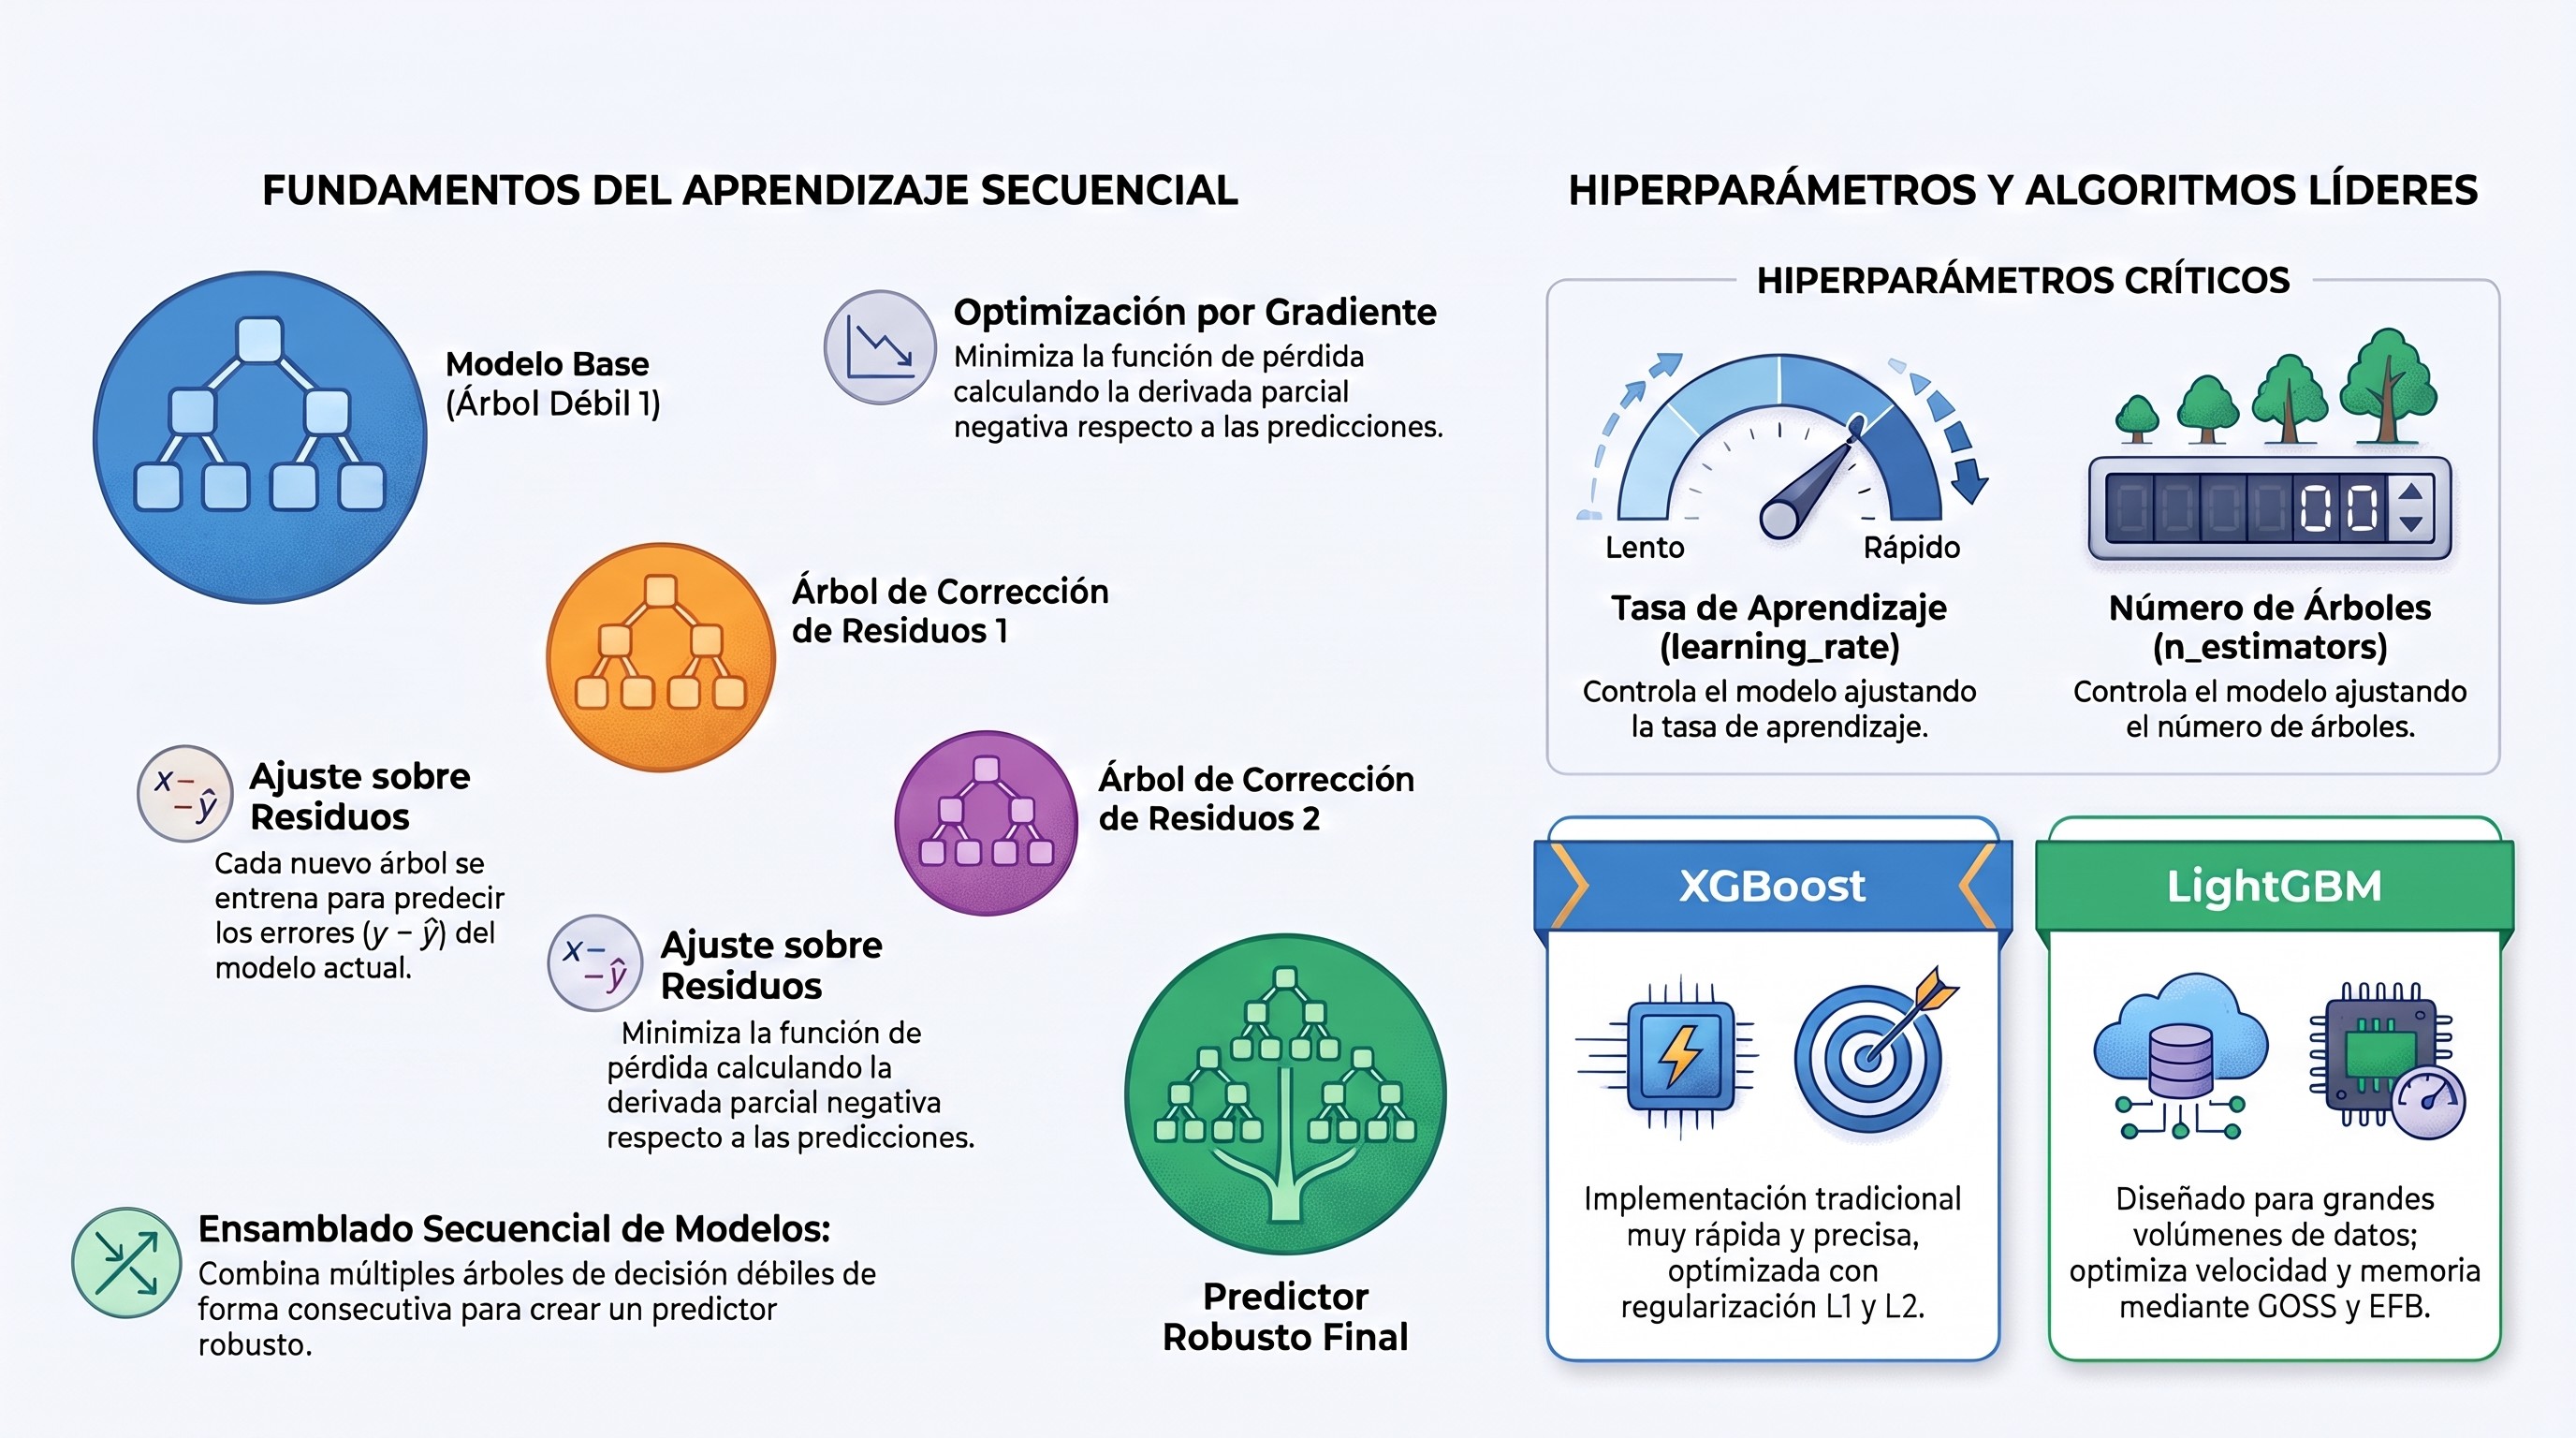 FUNDAMENTOS DEL APRENDIZAJE SECUENCIAL
Modelo Base
(Árbol Débil 1)
Optimización por Gradiente
Minimiza la función de pérdida
calculando la derivada parcial
negativa respecto a las predicciones.
Árbol de Corrección
de Residuos 1
Árbol de Corrección
de Residuos 2
x−
−ŷ
Ajuste sobre
Residuos
Cada nuevo árbol se
entrena para predecir
los errores (y − ŷ) del
modelo actual.
x−
−ŷ
Ajuste sobre
Residuos
Minimiza la función de
pérdida calculando la
derivada parcial negativa
respecto a las predicciones.
Ensamblado Secuencial de Modelos:
Combina múltiples árboles de decisión débiles de
forma consecutiva para crear un predictor
robusto.
Predictor
Robusto Final
HIPERPARÁMETROS Y ALGORITMOS LÍDERES
HIPERPARÁMETROS CRÍTICOS
Lento
Rápido
Tasa de Aprendizaje
(learning_rate)
Controla el modelo ajustando
la tasa de aprendizaje.
000000
Número de Árboles
(n_estimators)
Controla el modelo ajustando
el número de árboles.
XGBoost
Implementación tradicional
muy rápida y precisa,
optímizada con
regularización L1 y L2.
LightGBM
Diseñado para grandes
volúmenes de datos;
optimiza velocidad y memoria
mediante GOSS y EFB.